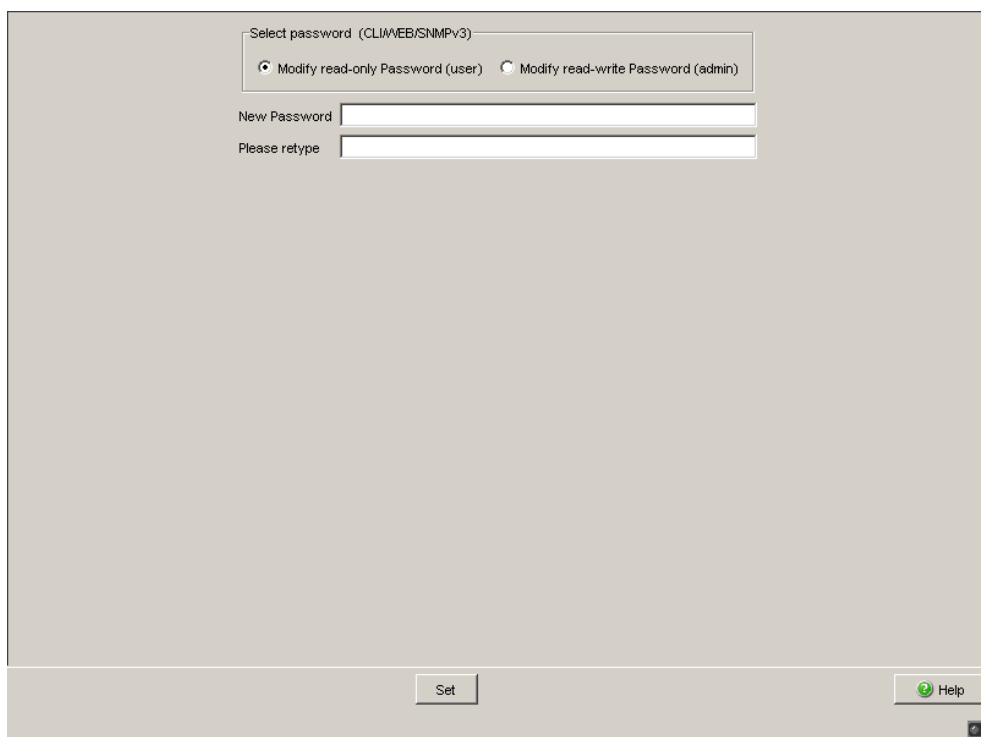 Select password (CLI/WEB/SNMPv3)
Modify read-only Password (user) Modify read-write Password (admin)
New Password
Please retype
Set
Help